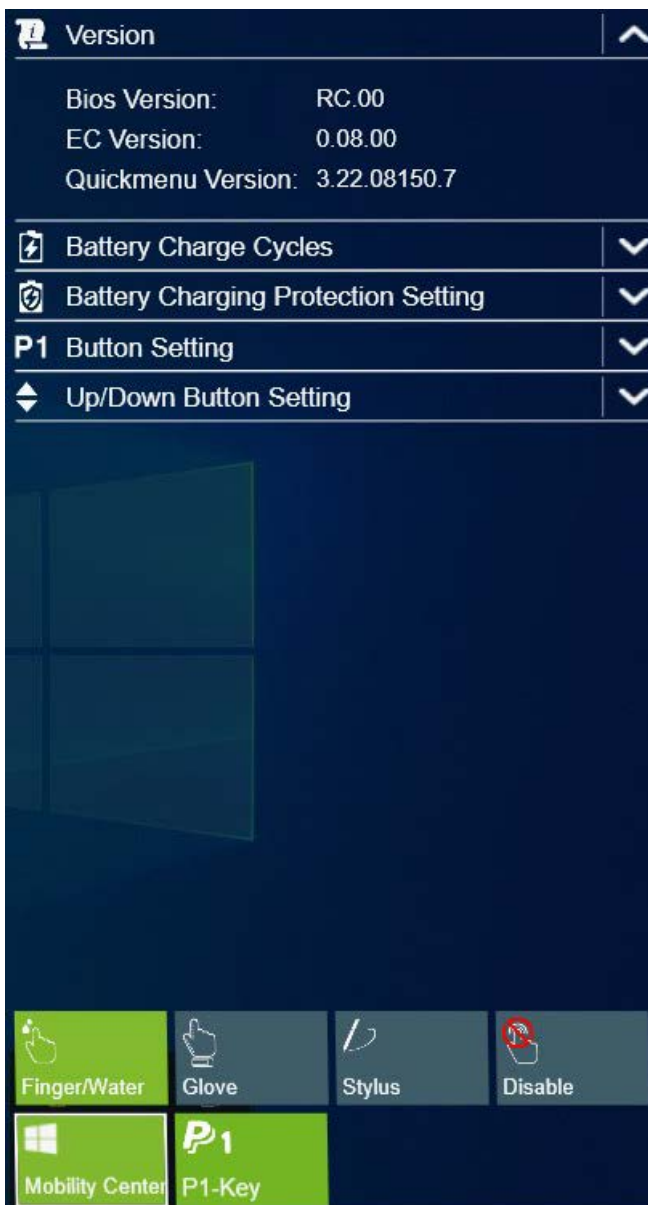 Version
Bios Version: RC.00
EC Version: 0.08.00
Quickmenu Version: 3.22.08150.7
Battery Charge Cycles
Battery Charging Protection Setting
P1 Button Setting
Up/Down Button Setting
Finger/Water Glove Stylus Disable
P1
Mobility Center P1-Key